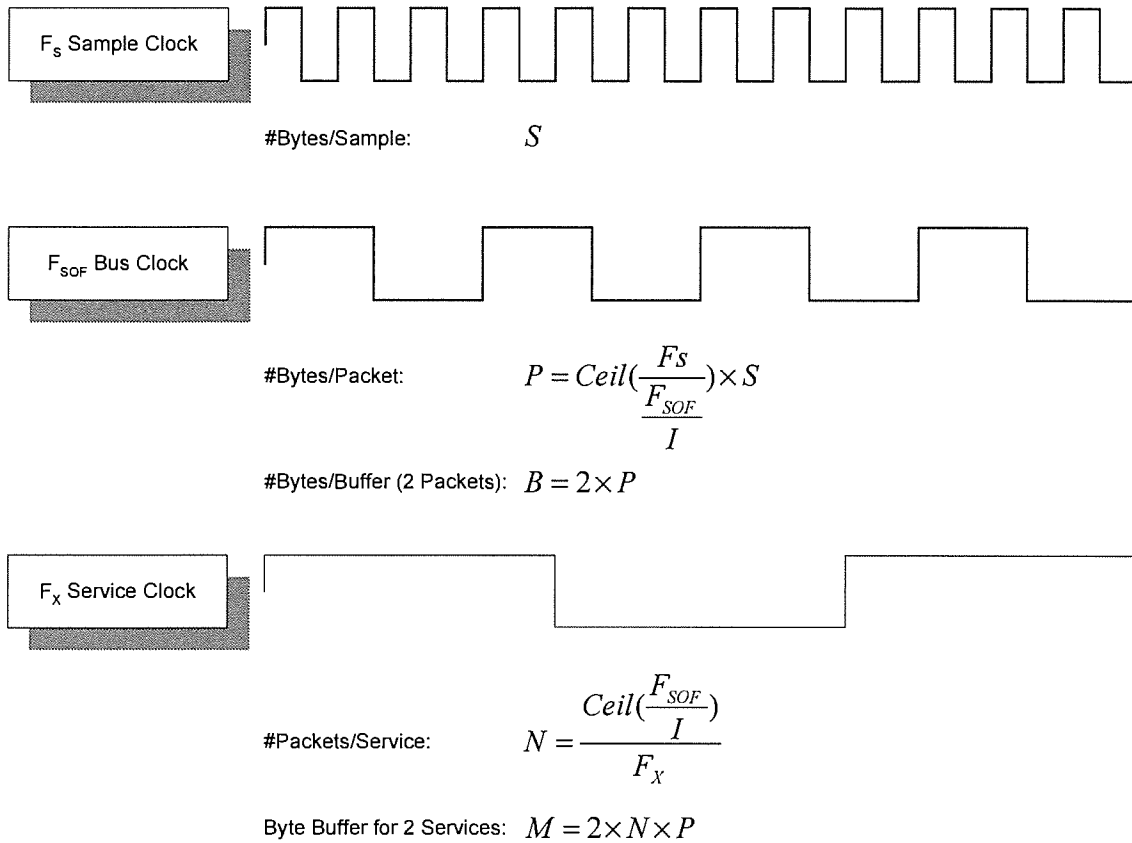 F_S Sample Clock
#Bytes/Sample: S
F_SOF Bus Clock
#Bytes/Packet: P = Ceil(Fs / (F_SOF / I)) × S
#Bytes/Buffer (2 Packets): B = 2 × P
F_X Service Clock
#Packets/Service: N = Ceil(F_SOF / I) / F_X
Byte Buffer for 2 Services: M = 2 × N × P